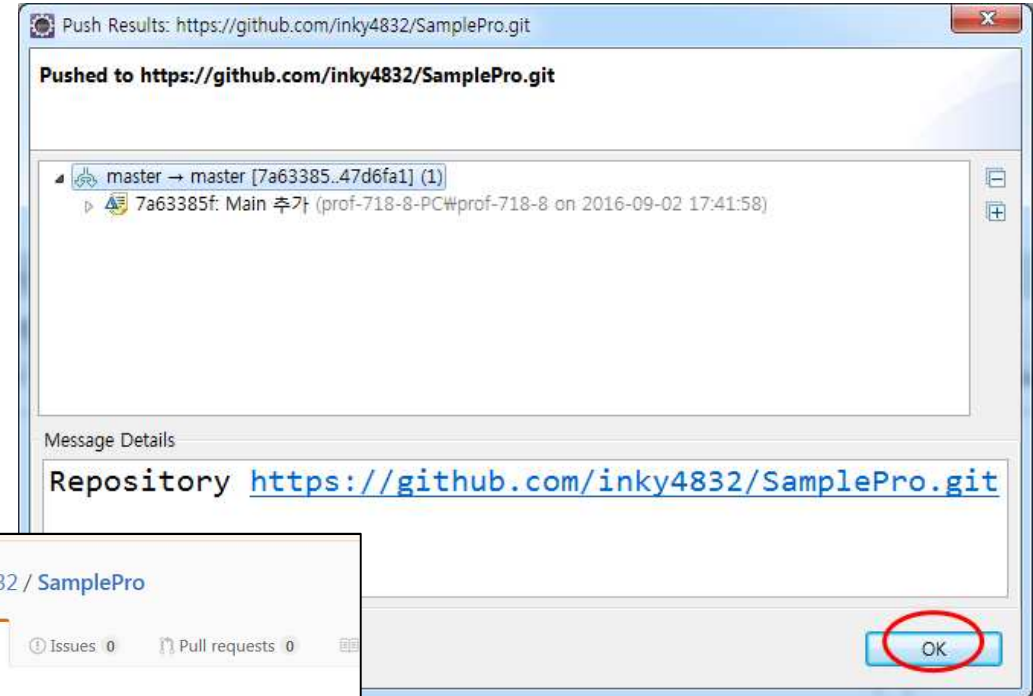 Push Results: https://github.com/inky4832/SamplePro.git
Pushed to https://github.com/inky4832/SamplePro.git
master → master [7a63385..47d6fa1] (1)
7a63385f: Main 추가 (prof-718-8-PC₩prof-718-8 on 2016-09-02 17:41:58)
Message Details
Repository https://github.com/inky4832/SamplePro.git
32 / SamplePro
Issues 0 Pull requests 0
OK